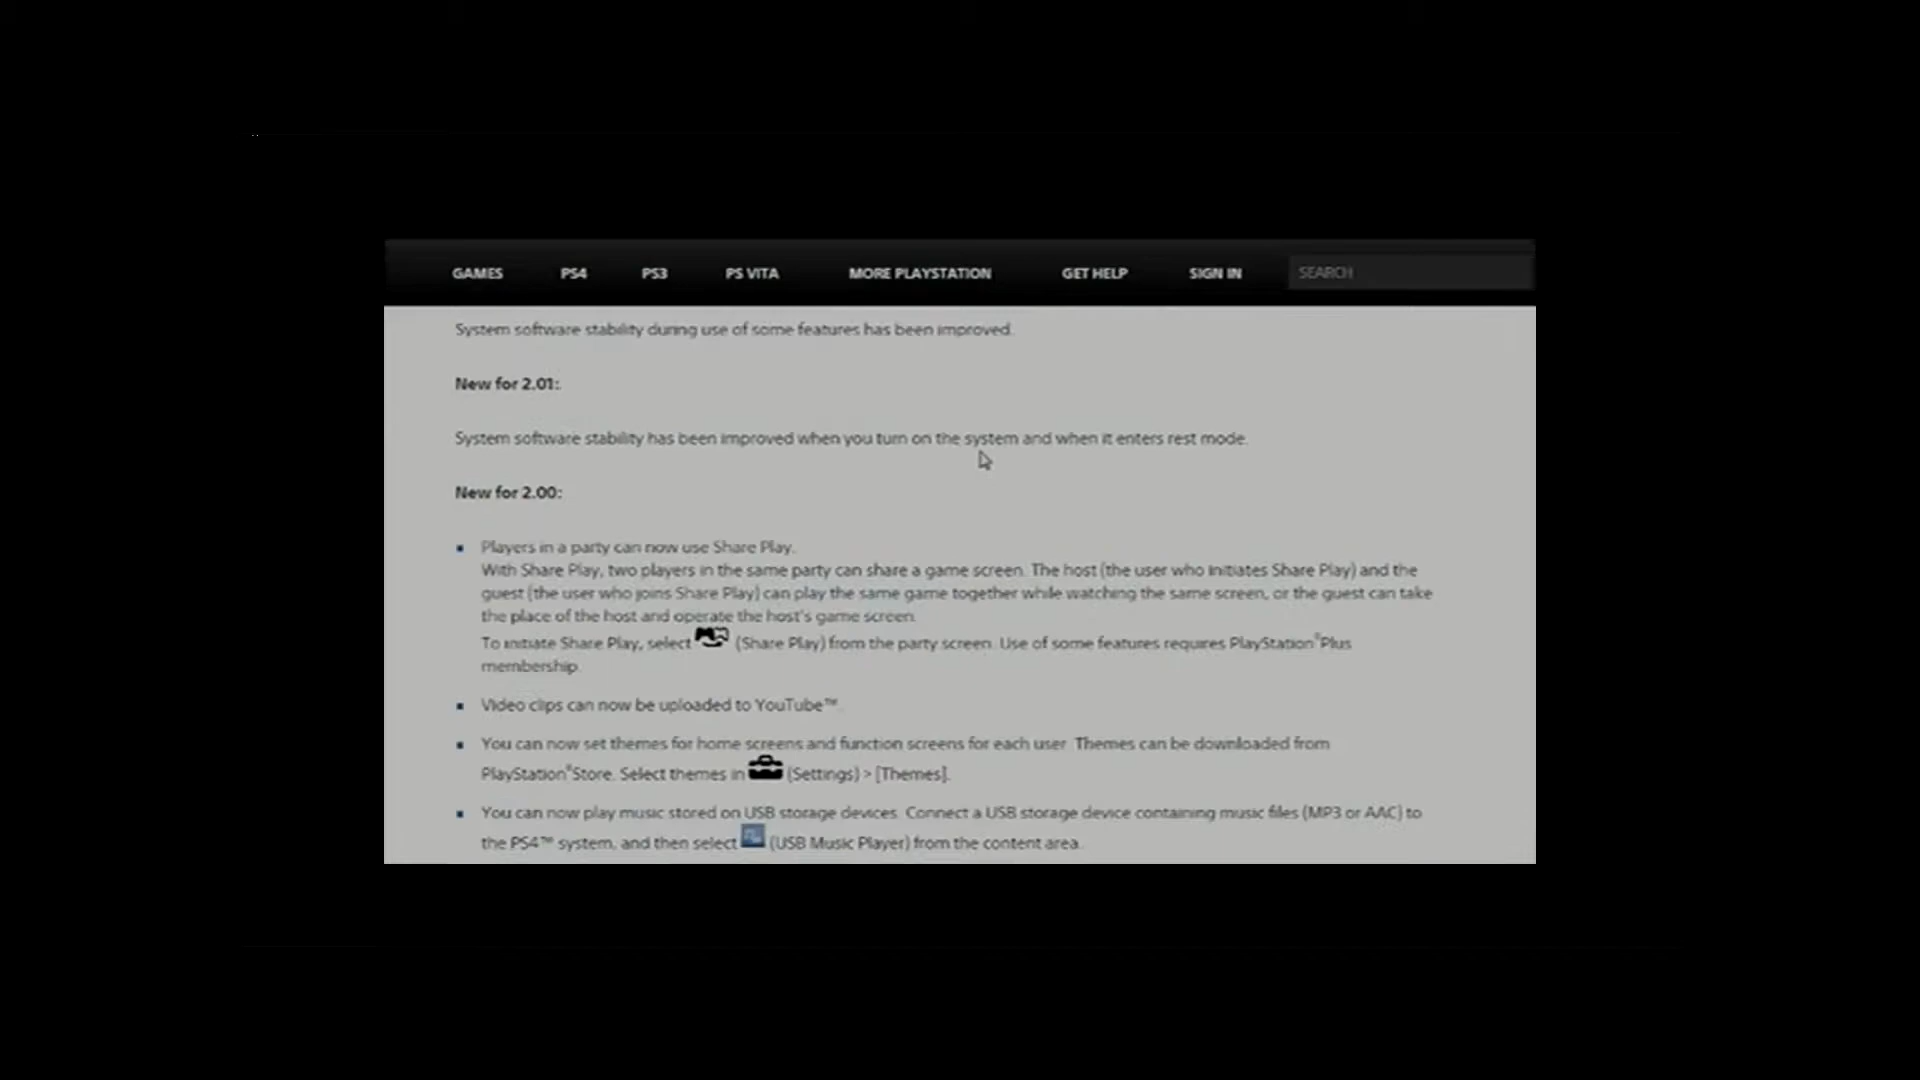 GAMES PS4 PS3 PS VITA MORE PLAYSTATION GET HELP SIGN IN SEARCH
System software stability during use of some features has been improved.
New for 2.01:
System software stability has been improved when you turn on the system and when it enters rest mode.
New for 2.00:
Players in a party can now use Share Play.
With Share Play, two players in the same party can share a game screen. The host (the user who initiates Share Play) and the
guest (the user who joins Share Play) can play the same game together while watching the same screen, or the guest can take
the place of the host and operate the host's game screen.
To initiate Share Play, select (Share Play) from the party screen. Use of some features requires PlayStation®Plus
membership.
Video clips can now be uploaded to YouTube™.
You can now set themes for home screens and function screens for each user. Themes can be downloaded from
PlayStation®Store. Select themes in (Settings) > [Themes].
You can now play music stored on USB storage devices. Connect a USB storage device containing music files (MP3 or AAC) to
the PS4™ system, and then select (USB Music Player) from the content area.